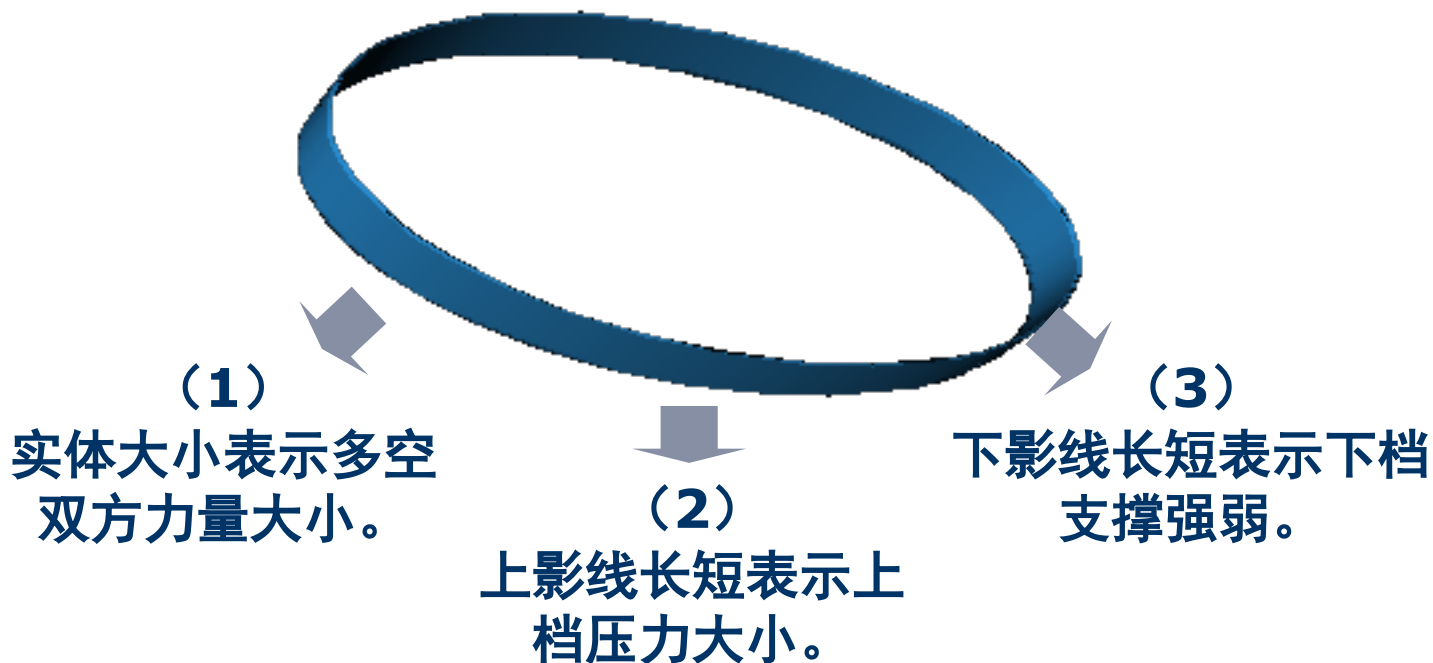 （1）
实体大小表示多空
双方力量大小。
（2）
上影线长短表示上
档压力大小。
（3）
下影线长短表示下档
支撑强弱。